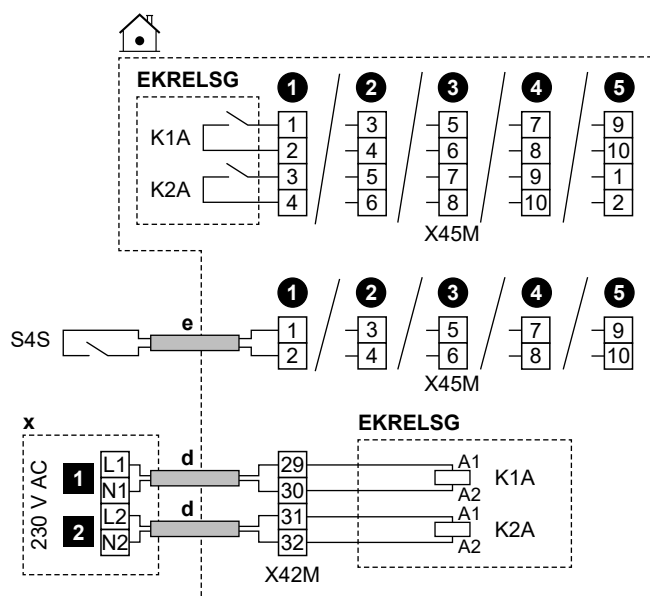 EKRELSG 1 2 3 4 5
K1A 1 3 5 7 9
2 4 6 8 10
K2A 3 5 7 9 1
4 6 8 10 2
X45M
1 2 3 4 5
S4S e 1 3 5 7 9
2 4 6 8 10
X45M
x EKRELSG
230 V AC
1 L1 d 29 A1 K1A
N1 30 A2
2 L2 d 31 A1 K2A
N2 32 A2
X42M